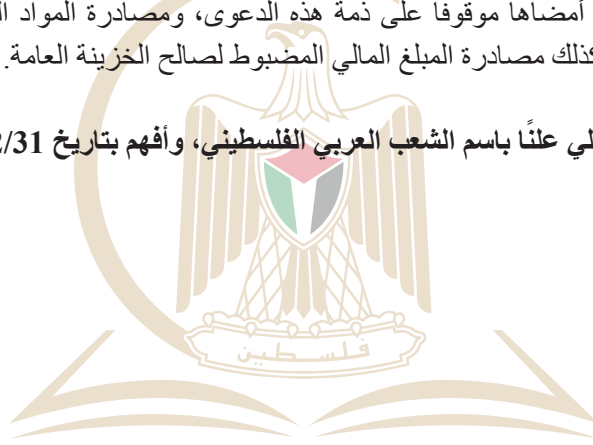 أمضاها موقوفا على ذمة هذه الدعوى، ومصادرة المواد
كذلك مصادرة المبلغ المالي المضبوط لصالح الخزينة العامة.
علنًا باسم الشعب العربي الفلسطيني، وأفهم بتاريخ 2/31
فلسطين